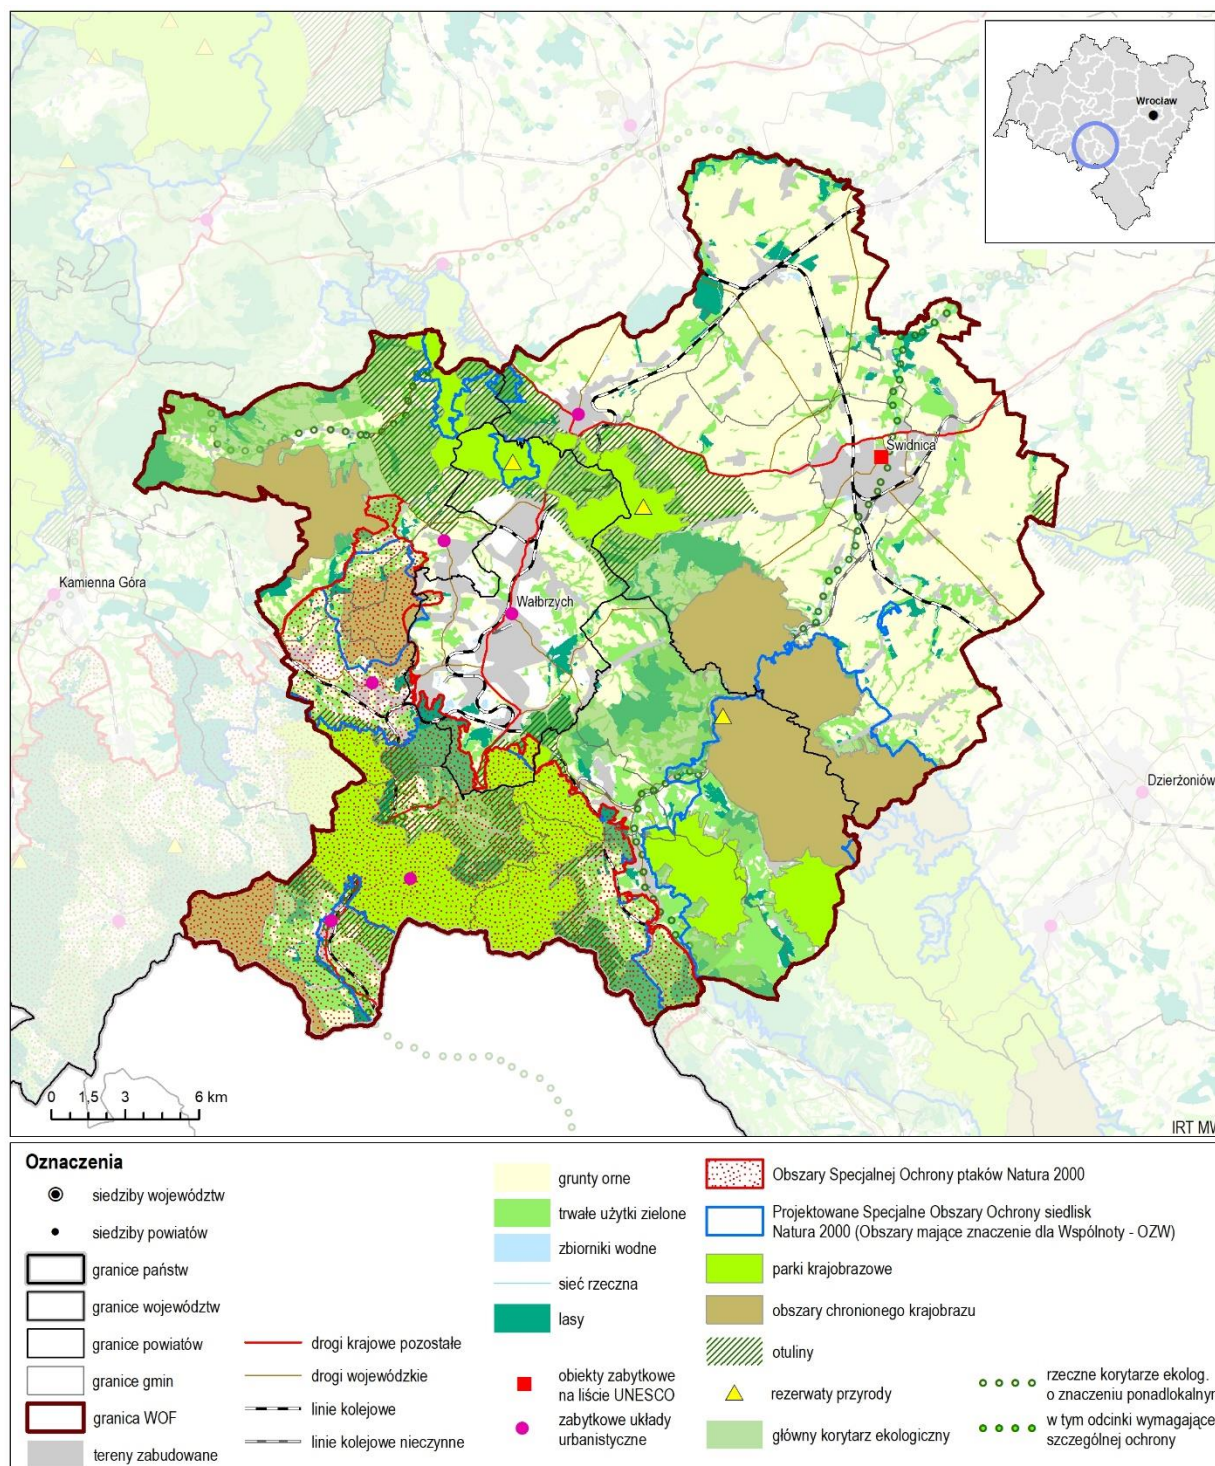 Wrocław
Świdnica
Kamienna Góra
Wałbrzych
Dzierżoniów
0 1,5 3 6 km
IRT MW
Oznaczenia
siedziby województw
siedziby powiatów
granice państw
granice województw
granice powiatów
granice gmin
granica WOF
tereny zabudowane
drogi krajowe pozostałe
drogi wojewódzkie
linie kolejowe
linie kolejowe nieczynne
grunty orne
trwałe użytki zielone
zbiorniki wodne
sieć rzeczna
lasy
obiekty zabytkowe
na liście UNESCO
zabytkowe układy
urbanistyczne
Obszary Specjalnej Ochrony ptaków Natura 2000
Projektowane Specjalne Obszary Ochrony siedlisk
Natura 2000 (Obszary mające znaczenie dla Wspólnoty - OZW)
parki krajobrazowe
obszary chronionego krajobrazu
otuliny
rezerwaty przyrody
główny korytarz ekologiczny
rzeczne korytarze ekolog.
o znaczeniu ponadlokalnym
w tym odcinki wymagające
szczególnej ochrony